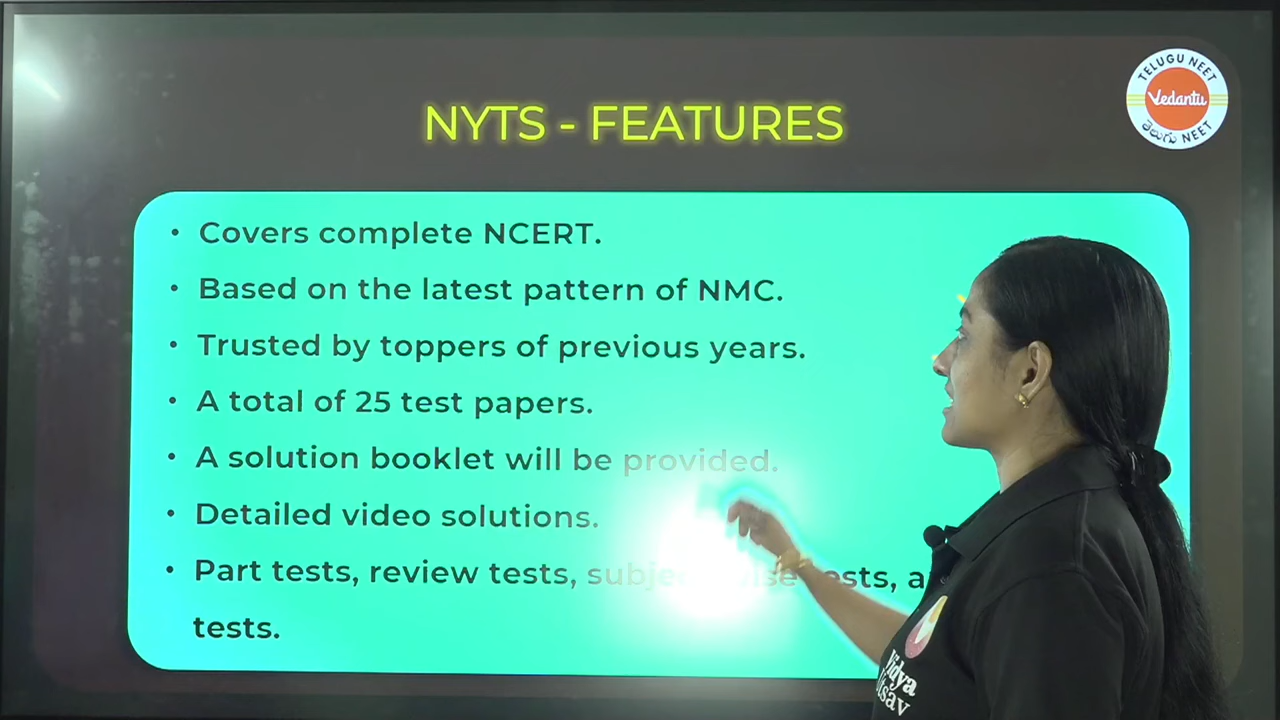 TELUGU NEET
Vedantu
తెలుగు NEET
NYTS - FEATURES
• Covers complete NCERT.
• Based on the latest pattern of NMC.
• Trusted by toppers of previous years.
• A total of 25 test papers.
• A solution booklet will be provided.
• Detailed video solutions.
• Part tests, review tests,
tests.
Vidya